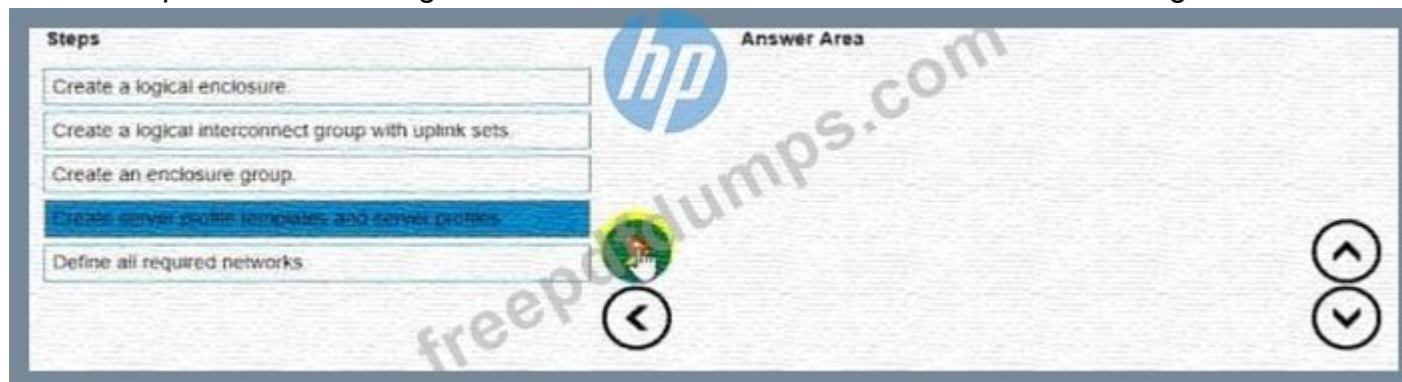 Steps
Answer Area
Create a logical enclosure.
Create a logical interconnect group with uplink sets.
Create an enclosure group.
Create server profile templates and server profiles.
Define all required networks
hp
freepdfdumps.com